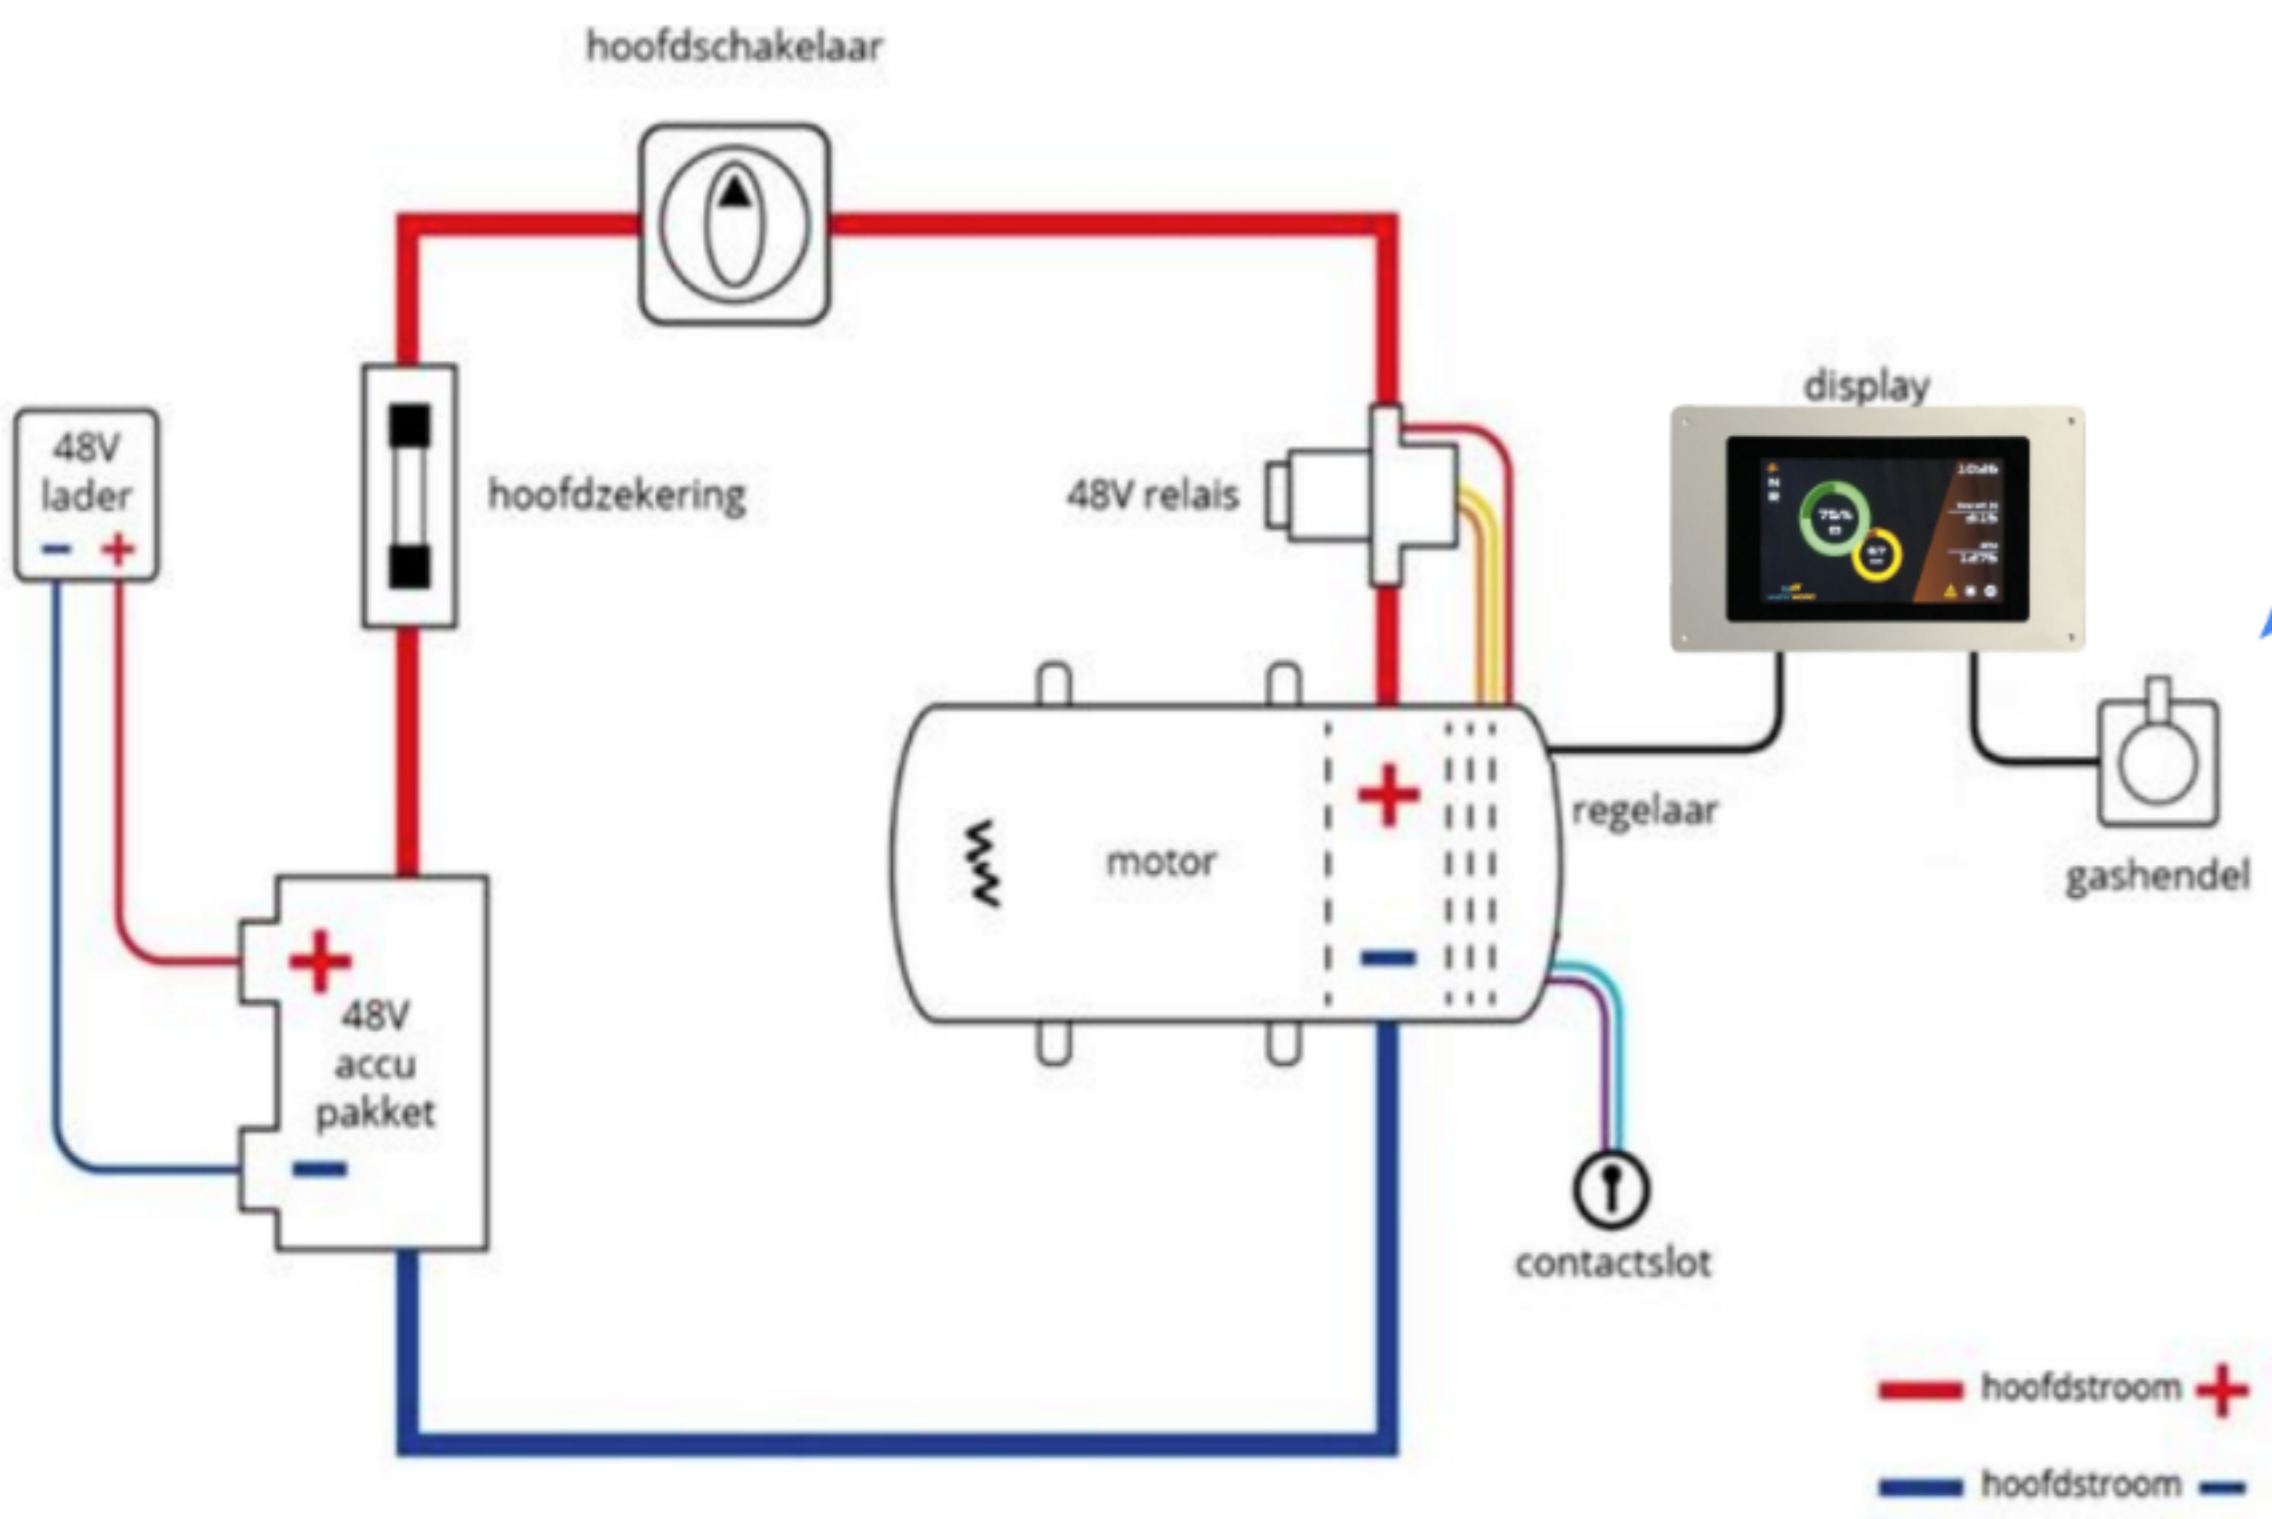 hoofdschakelaar
display
48V
lader
- +
hoofdzekering
48V relais
+
motor
regelaar
-
gashendel
+
48V
accu
pakket
-
contactslot
hoofdstroom +
hoofdstroom -